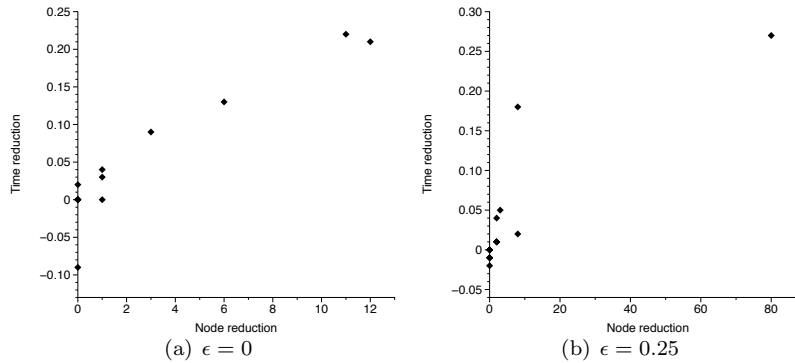 0.25
0.20
0.15
0.10
0.05
0
−0.05
−0.10
Time reduction
0 2 4 6 8 10 12
Node reduction
(a) ϵ = 0
0.30
0.25
0.20
0.15
0.10
0.05
0
−0.05
Time reduction
0 20 40 60 80
Node reduction
(b) ϵ = 0.25